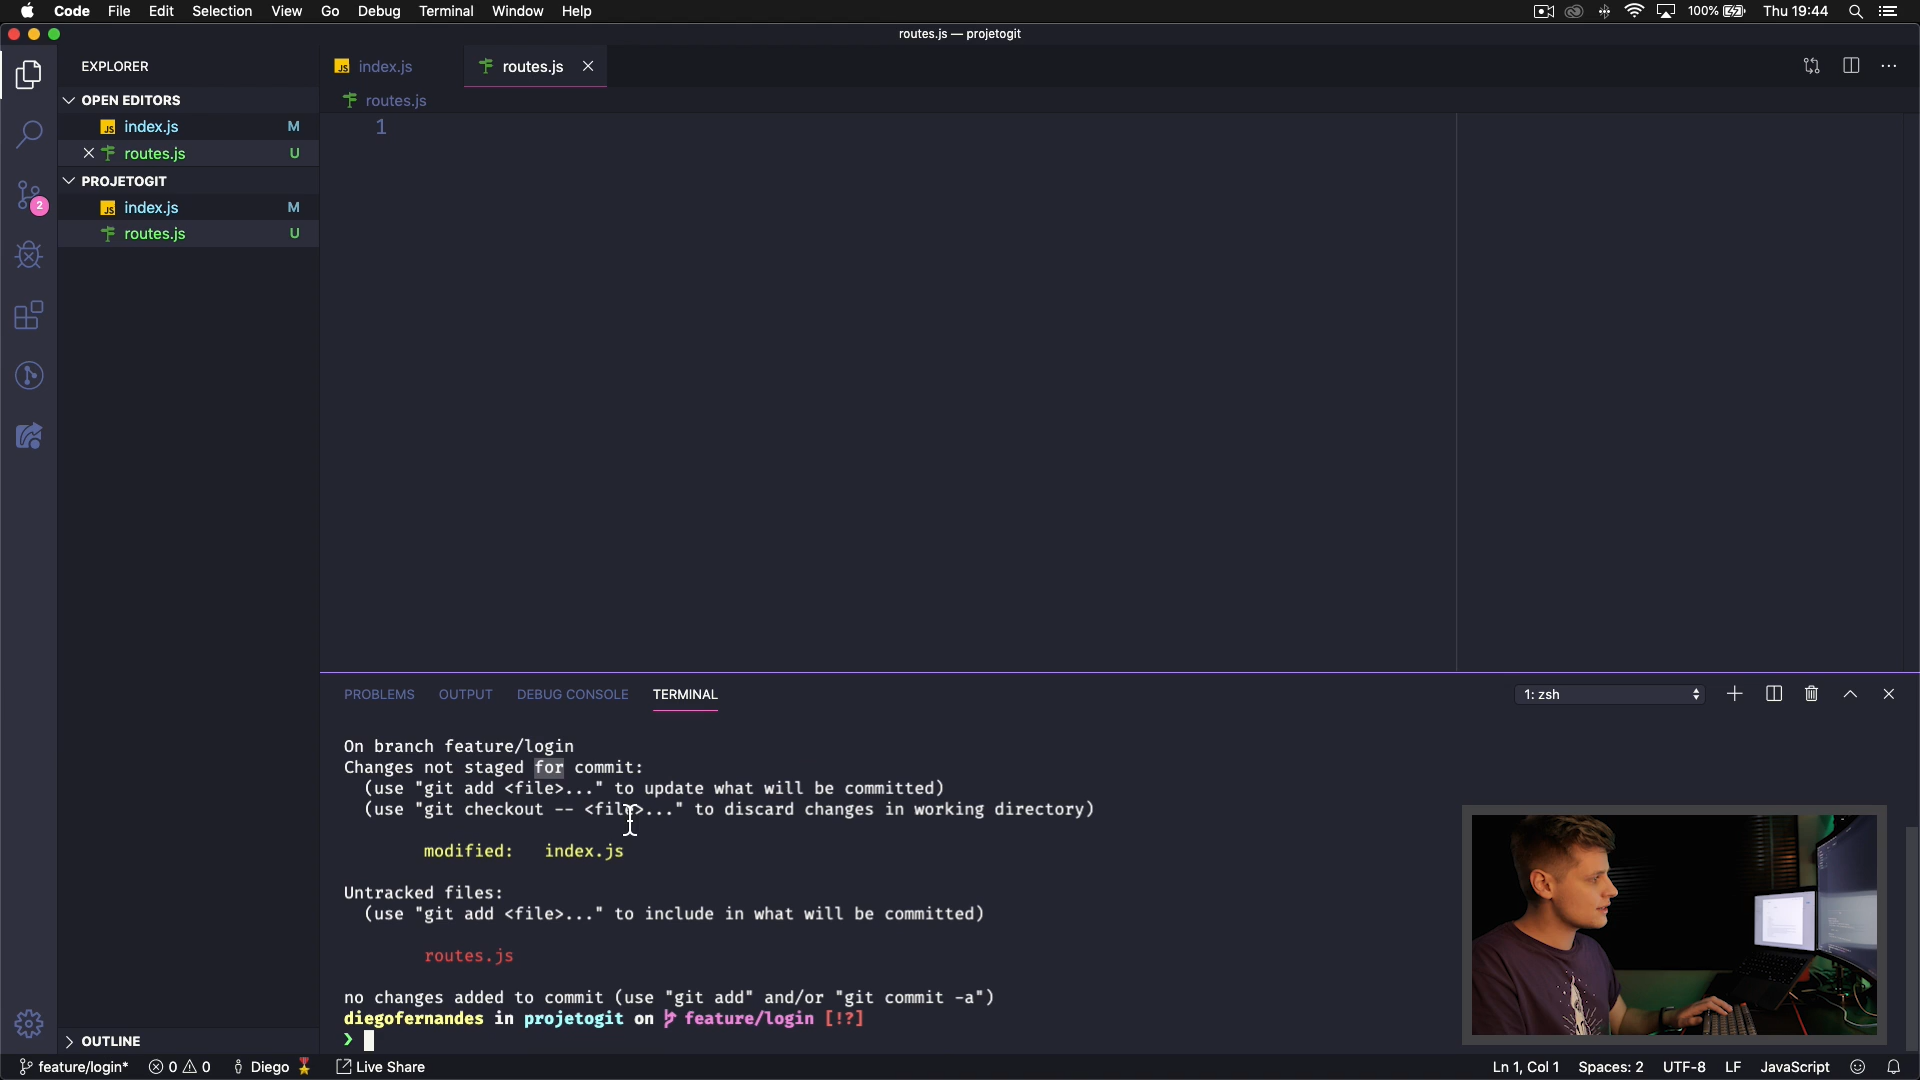 Code File Edit Selection View Go Debug Terminal Window Help 100% Thu 19:44
routes.js — projetogit
EXPLORER
OPEN EDITORS
JS index.js M
routes.js U
PROJETOGIT
JS index.js M
routes.js U
2
OUTLINE
JS index.js routes.js
routes.js
1
PROBLEMS OUTPUT DEBUG CONSOLE TERMINAL 1: zsh
On branch feature/login
Changes not staged for commit:
(use "git add <file>..." to update what will be committed)
(use "git checkout -- <file>..." to discard changes in working directory)
modified: index.js
Untracked files:
(use "git add <file>..." to include in what will be committed)
routes.js
no changes added to commit (use "git add" and/or "git commit -a")
diegofernandes in projetogit on feature/login [!?]
❯
feature/login* 0 0 Diego Live Share Ln 1, Col 1 Spaces: 2 UTF-8 LF JavaScript